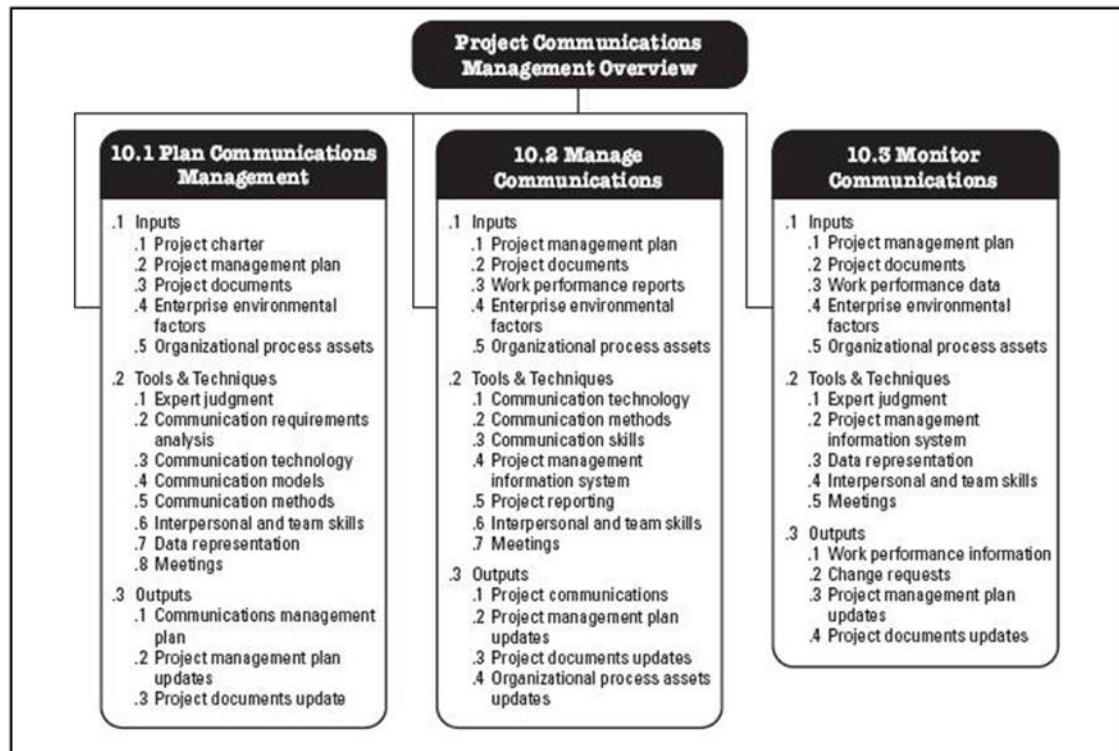 Project Communications
Management Overview
10.1 Plan Communications
Management
.1 Inputs
.1 Project charter
.2 Project management plan
.3 Project documents
.4 Enterprise environmental
factors
.5 Organizational process assets
.2 Tools & Techniques
.1 Expert judgment
.2 Communication requirements
analysis
.3 Communication technology
.4 Communication models
.5 Communication methods
.6 Interpersonal and team skills
.7 Data representation
.8 Meetings
.3 Outputs
.1 Communications management
plan
.2 Project management plan
updates
.3 Project documents update
10.2 Manage
Communications
.1 Inputs
.1 Project management plan
.2 Project documents
.3 Work performance reports
.4 Enterprise environmental
factors
.5 Organizational process assets
.2 Tools & Techniques
.1 Communication technology
.2 Communication methods
.3 Communication skills
.4 Project management
information system
.5 Project reporting
.6 Interpersonal and team skills
.7 Meetings
.3 Outputs
.1 Project communications
.2 Project management plan
updates
.3 Project documents updates
.4 Organizational process assets
updates
10.3 Monitor
Communications
.1 Inputs
.1 Project management plan
.2 Project documents
.3 Work performance data
.4 Enterprise environmental
factors
.5 Organizational process assets
.2 Tools & Techniques
.1 Expert judgment
.2 Project management
information system
.3 Data representation
.4 Interpersonal and team skills
.5 Meetings
.3 Outputs
.1 Work performance information
.2 Change requests
.3 Project management plan
updates
.4 Project documents updates